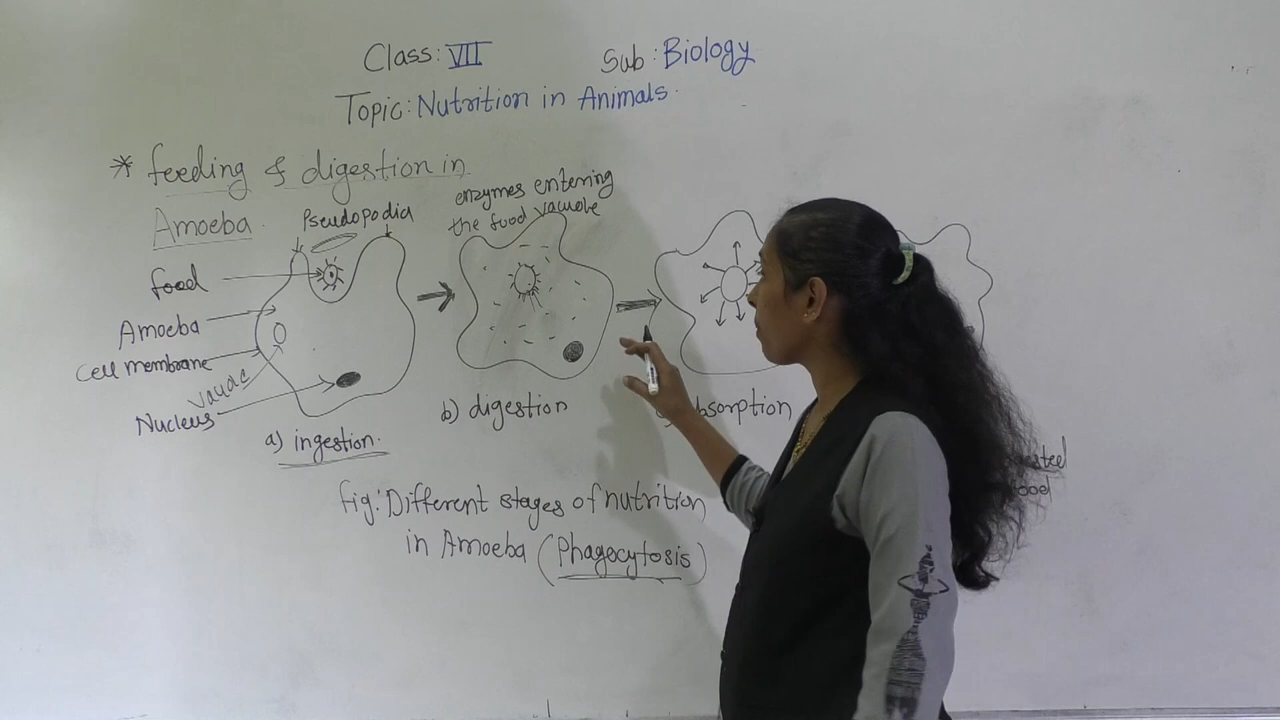 Class: VII Sub: Biology
Topic: Nutrition in Animals.
* feeding & digestion in
Amoeba.
Pseudopodia
enzymes entering
the food vacuole
food
Amoeba
Cell membrane
Nucleus
a) ingestion.
b) digestion
absorption
food
fig: Different stages of nutrition
in Amoeba (Phagocytosis)